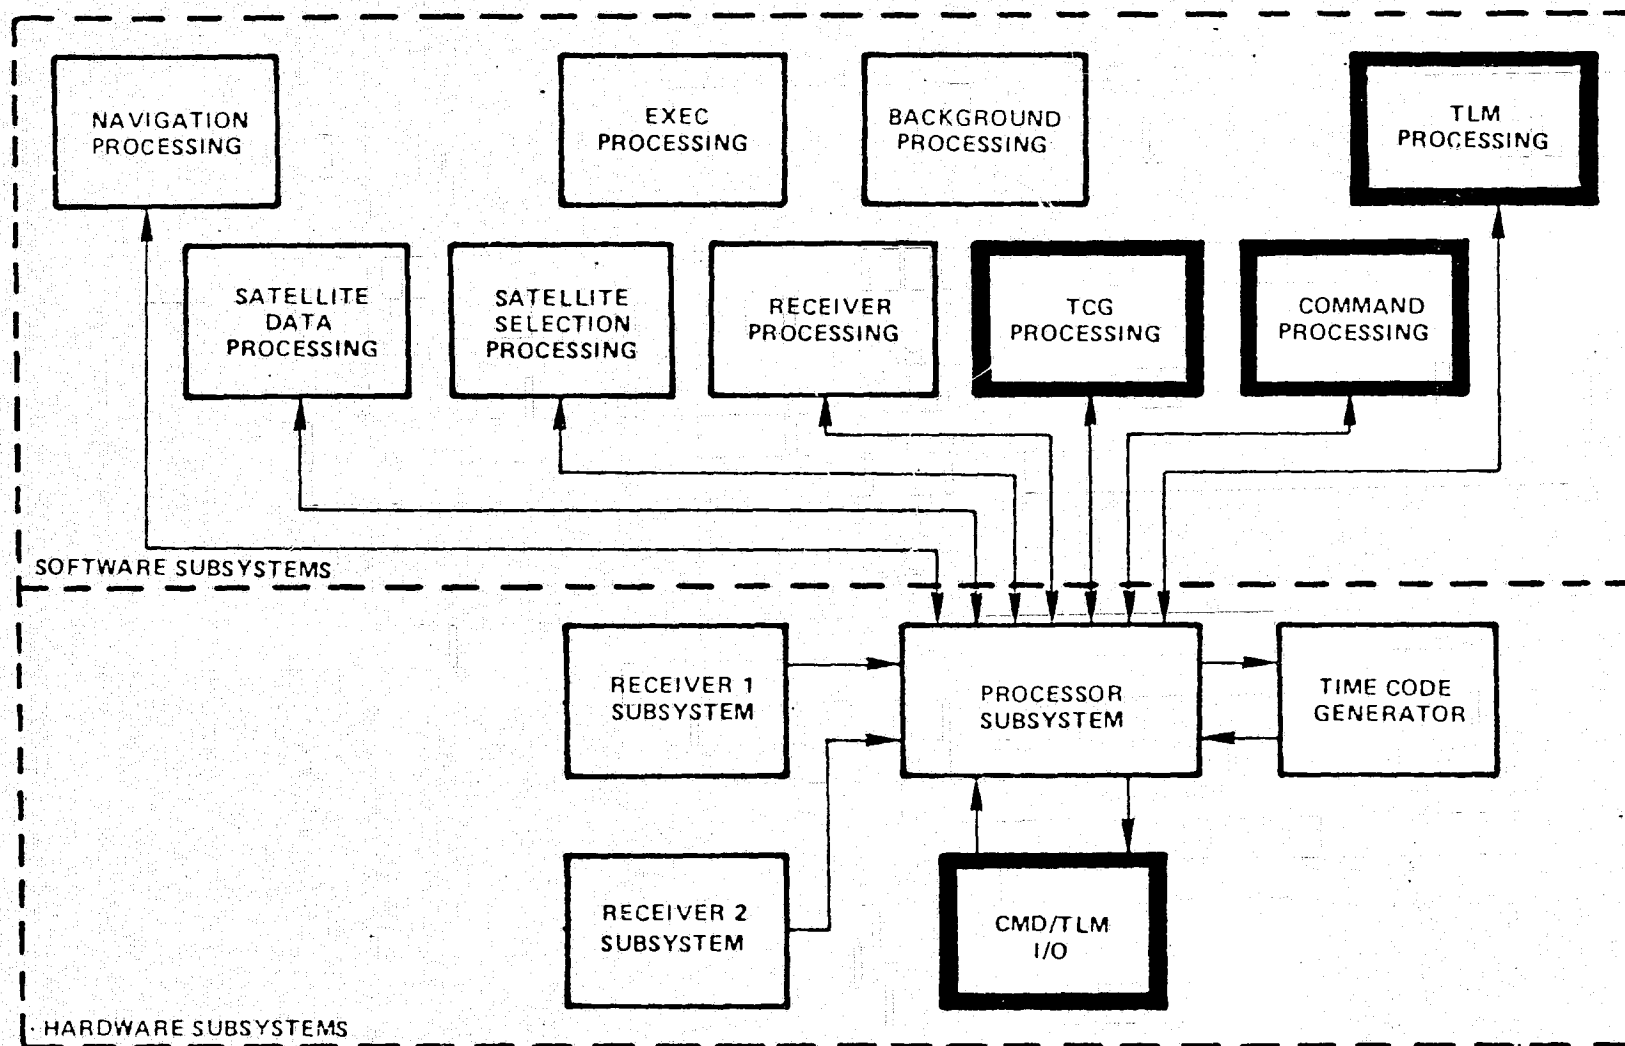 NAVIGATION
PROCESSING
EXEC
PROCESSING
BACKGROUND
PROCESSING
TLM
PROCESSING
SATELLITE
DATA
PROCESSING
SATELLITE
SELECTION
PROCESSING
RECEIVER
PROCESSING
TCG
PROCESSING
COMMAND
PROCESSING
SOFTWARE SUBSYSTEMS
RECEIVER 1
SUBSYSTEM
PROCESSOR
SUBSYSTEM
TIME CODE
GENERATOR
RECEIVER 2
SUBSYSTEM
CMD/TLM
I/O
HARDWARE SUBSYSTEMS